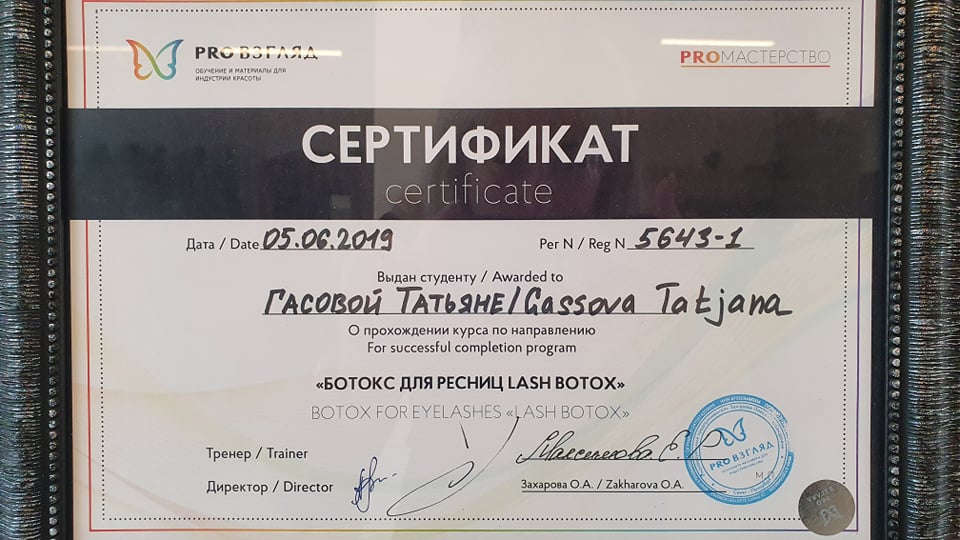 PRO ВЗГЛЯД
ОБУЧЕНИЕ И МАТЕРИАЛЫ ДЛЯ
ИНДУСТРИИ КРАСОТЫ
PROМАСТЕРСТВО
СЕРТИФИКАТ
certificate
Дата / Date 05.06.2019
Рег N / Reg N 5643-1
Выдан студенту / Awarded to
ГАСОВОЙ ТАТЬЯНЕ/Gassova Tatjana
О прохождении курса по направлению
For successful completion program
«БОТОКС ДЛЯ РЕСНИЦ LASH BOTOX»
BOTOX FOR EYELASHES «LASH BOTOX»
Тренер / Trainer
Директор / Director
Захарова О.А. / Zakharova O.A.
PRO ВЗГЛЯД